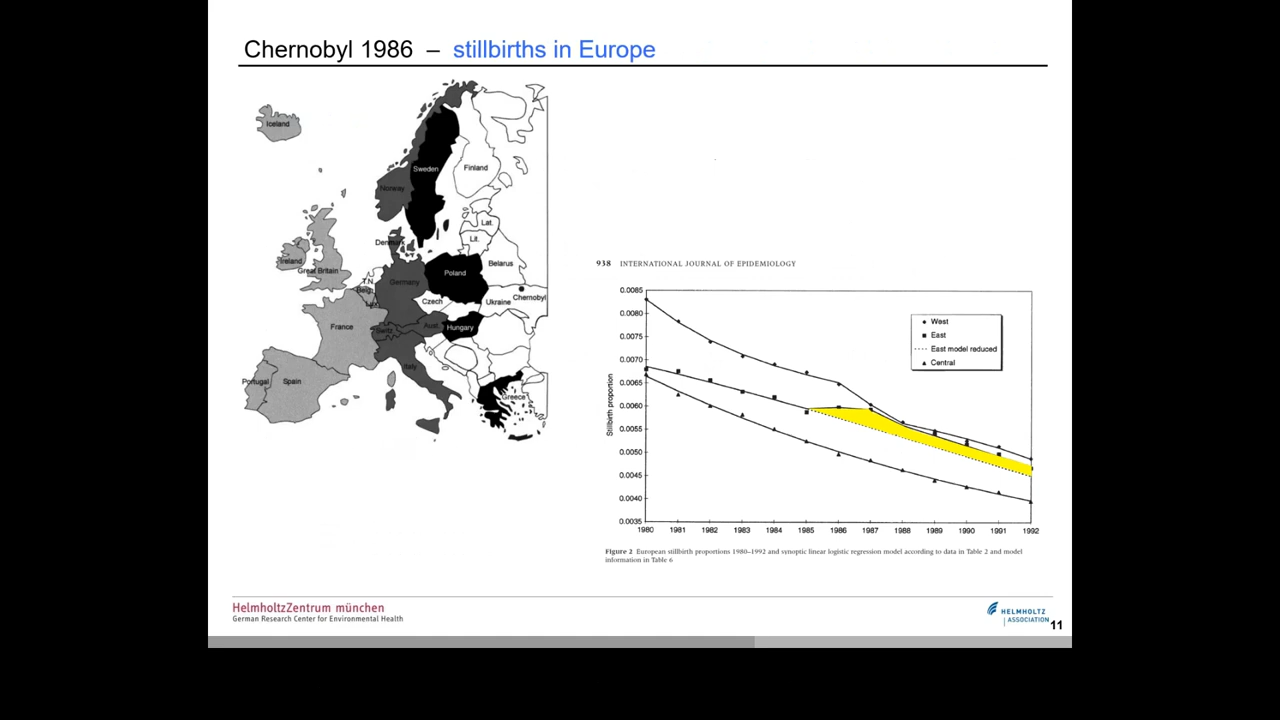 Chernobyl 1986 – stillbirths in Europe
Iceland
Sweden
Finland
Norway
Lat.
Lit.
Denmark
Ireland
Great Britain
Belarus
Poland
T.N.
Belg.
Lux.
Germany
Czech
Ukraine
Chernobyl
France
Switz.
Aust.
Hungary
Italy
Portugal
Spain
Greece
938 INTERNATIONAL JOURNAL OF EPIDEMIOLOGY
0.0085
0.0080
0.0075
0.0070
0.0065
0.0060
0.0055
0.0050
0.0045
0.0040
0.0035
Stillbirth proportion
West
East
East model reduced
Central
1980 1981 1982 1983 1984 1985 1986 1987 1988 1989 1990 1991 1992
Figure 2 European stillbirth proportions 1980–1992 and synoptic linear logistic regression model according to data in Table 2 and model
information in Table 6
HelmholtzZentrum münchen
German Research Center for Environmental Health
HELMHOLTZ
ASSOCIATION
11